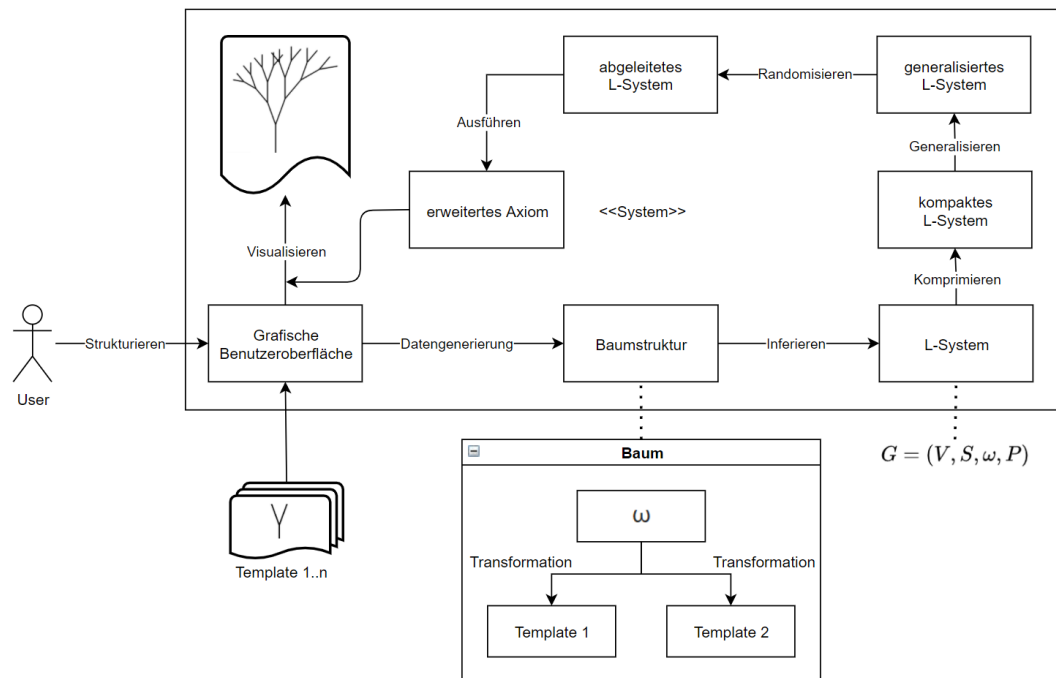 abgeleitetes
L-System
Randomisieren
generalisiertes
L-System
Ausführen
Generalisieren
erweitertes Axiom
<<System>>
kompaktes
L-System
Visualisieren
Komprimieren
User
Strukturieren
Grafische
Benutzeroberfläche
Datengenerierung
Baumstruktur
Inferieren
L-System
G = (V, S, ω, P)
Template 1..n
Baum
ω
Transformation
Transformation
Template 1
Template 2